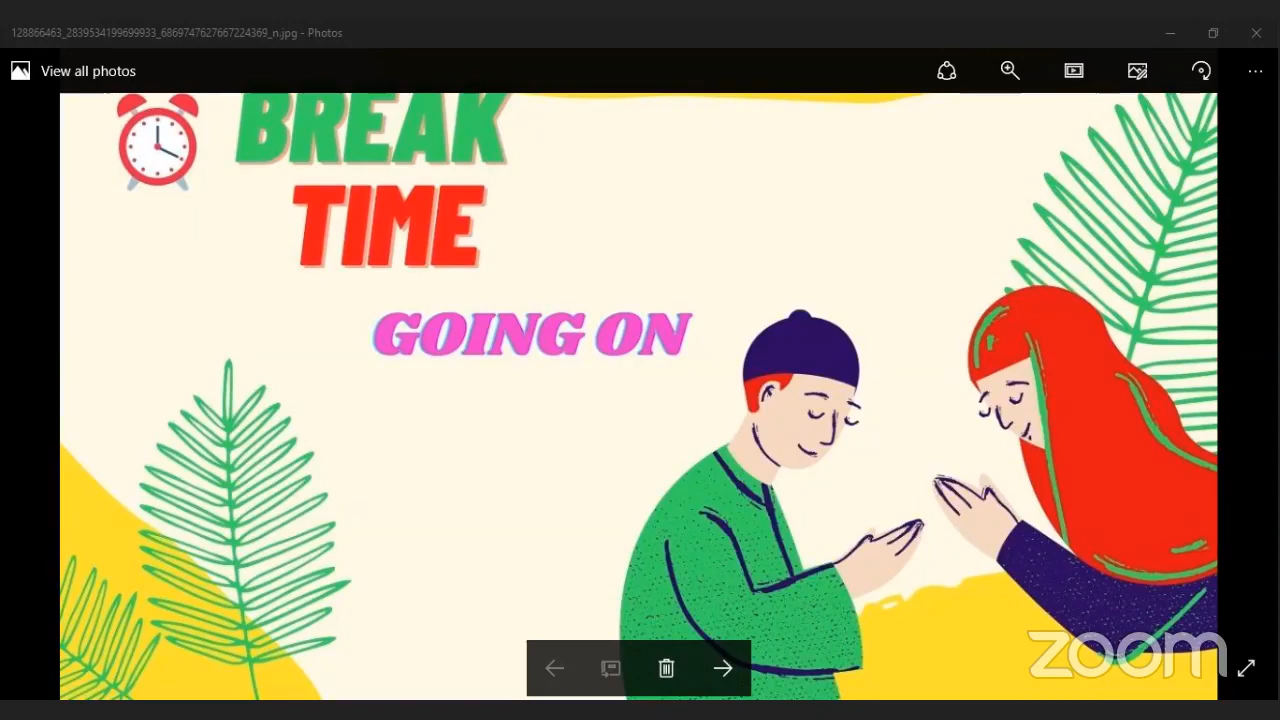 128866463_2839534199699933_6869747627667224369_n.jpg - Photos
View all photos
BREAK
TIME
GOING ON
zoom